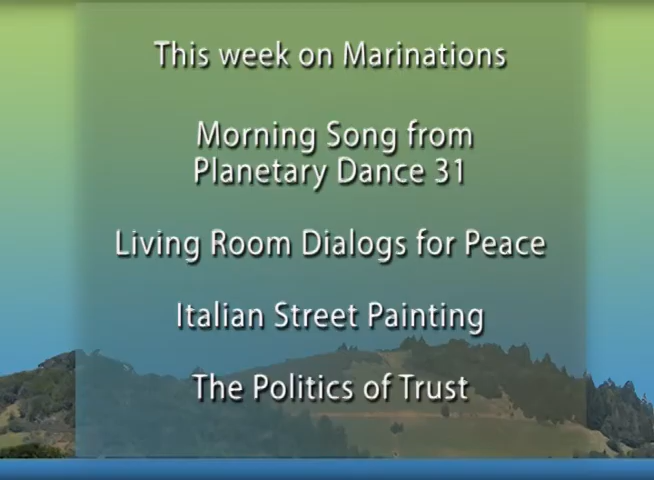 This week on Marinations
Morning Song from
Planetary Dance 31
Living Room Dialogs for Peace
Italian Street Painting
The Politics of Trust